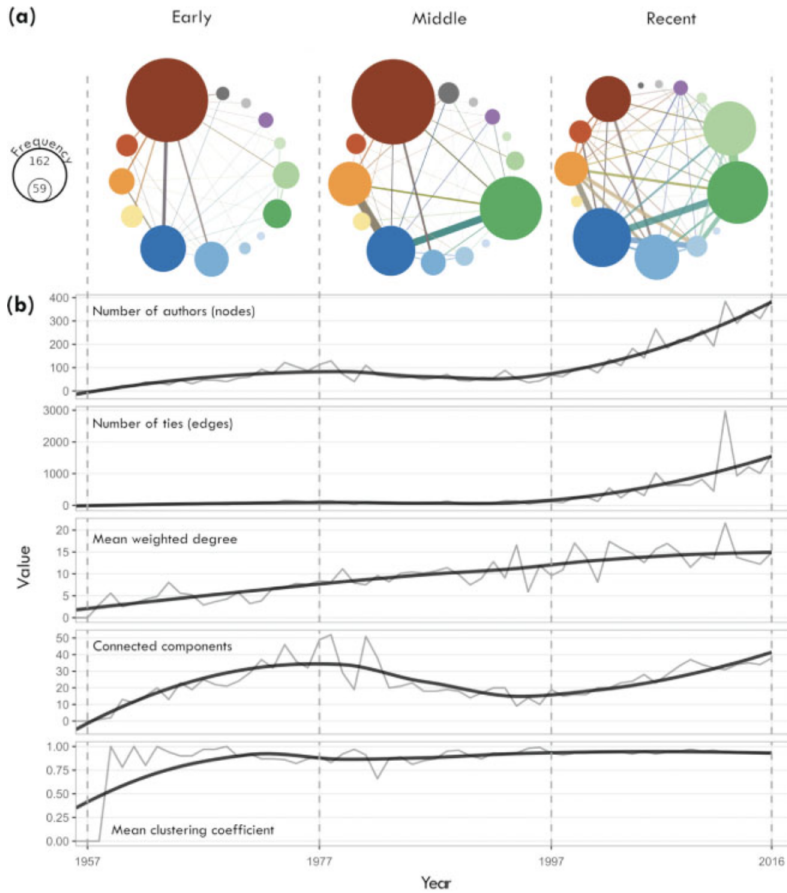 (a)
Early Middle Recent
Frequency
162
59
(b)
Number of authors (nodes)
400
300
200
100
0
Number of ties (edges)
3000
2000
1000
0
Value
Mean weighted degree
20
15
10
5
0
Connected components
50
40
30
20
10
0
1.00
0.75
0.50
0.25
0.00
Mean clustering coefficient
1957 1977 1997 2016
Year